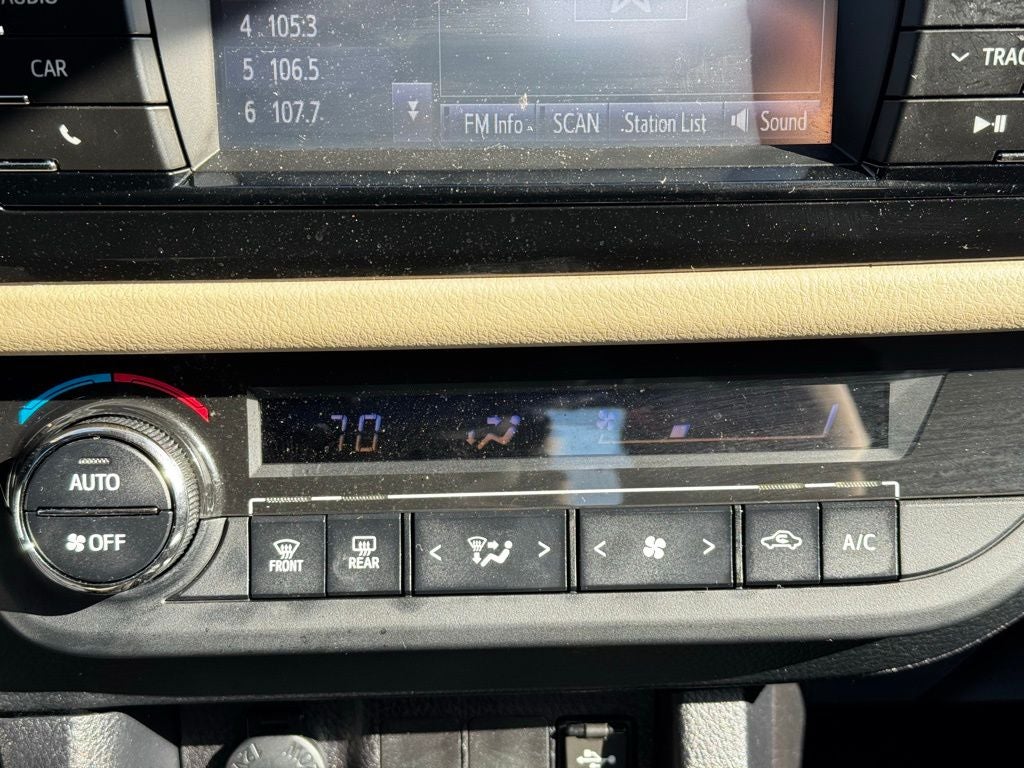 AUDIO
4 105.3
CAR
5 106.5
TRAC
6 107.7
FM Info
SCAN
Station List
Sound
70
AUTO
OFF
FRONT
REAR
A/C